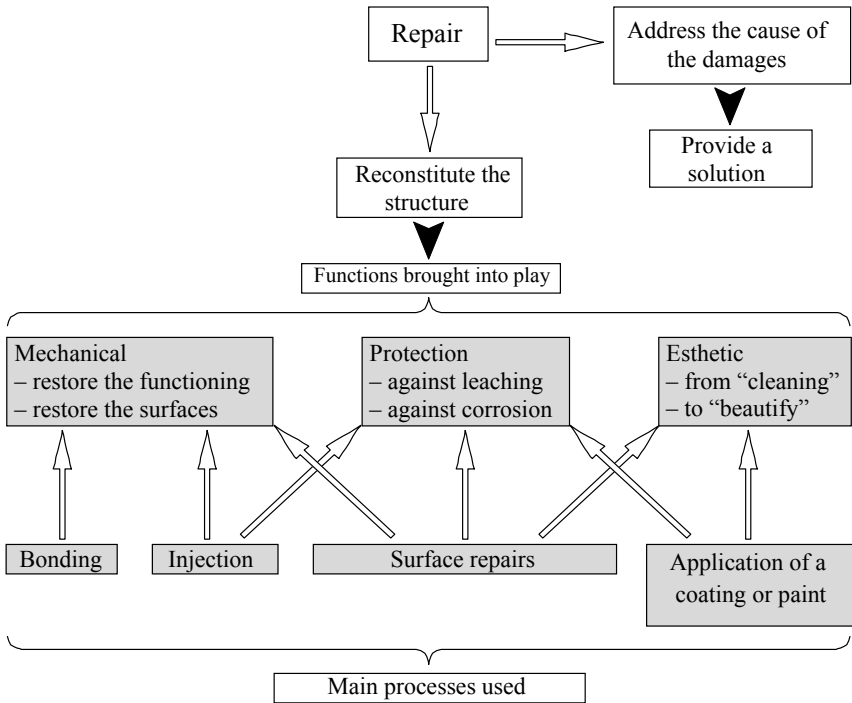 Repair
Address the cause of
the damages
Provide a
solution
Reconstitute the
structure
Functions brought into play
Mechanical
– restore the functioning
– restore the surfaces
Protection
– against leaching
– against corrosion
Esthetic
– from “cleaning”
– to “beautify”
Bonding
Injection
Surface repairs
Application of a
coating or paint
Main processes used